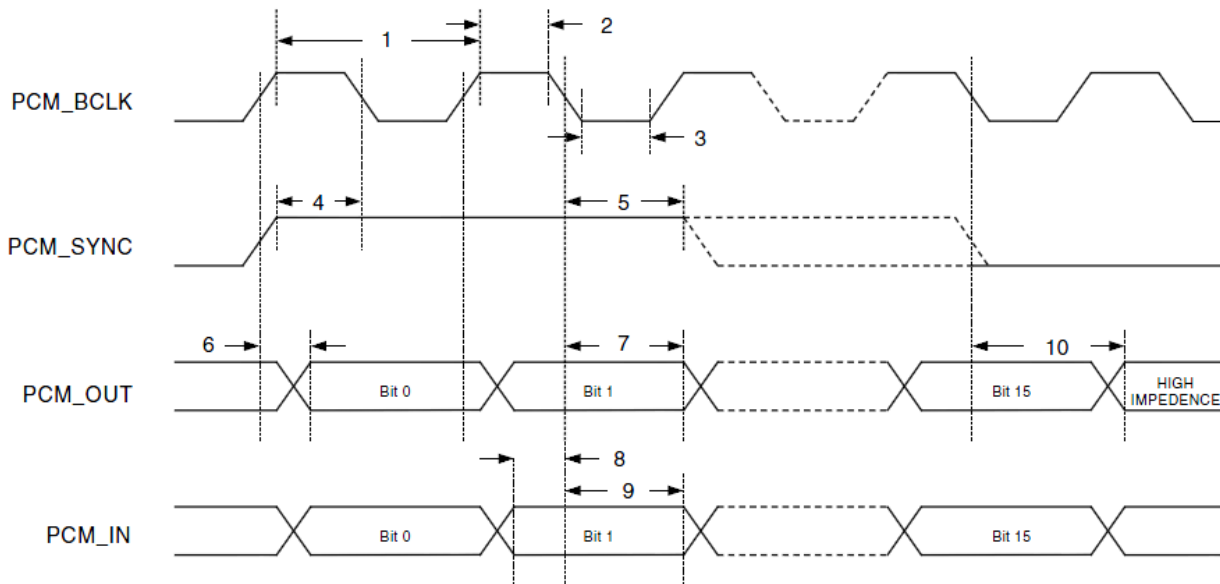 1
2
PCM_BCLK
3
4
5
PCM_SYNC
6
7
10
PCM_OUT
Bit 0
Bit 1
Bit 15
HIGH
IMPEDENCE
8
9
PCM_IN
Bit 0
Bit 1
Bit 15